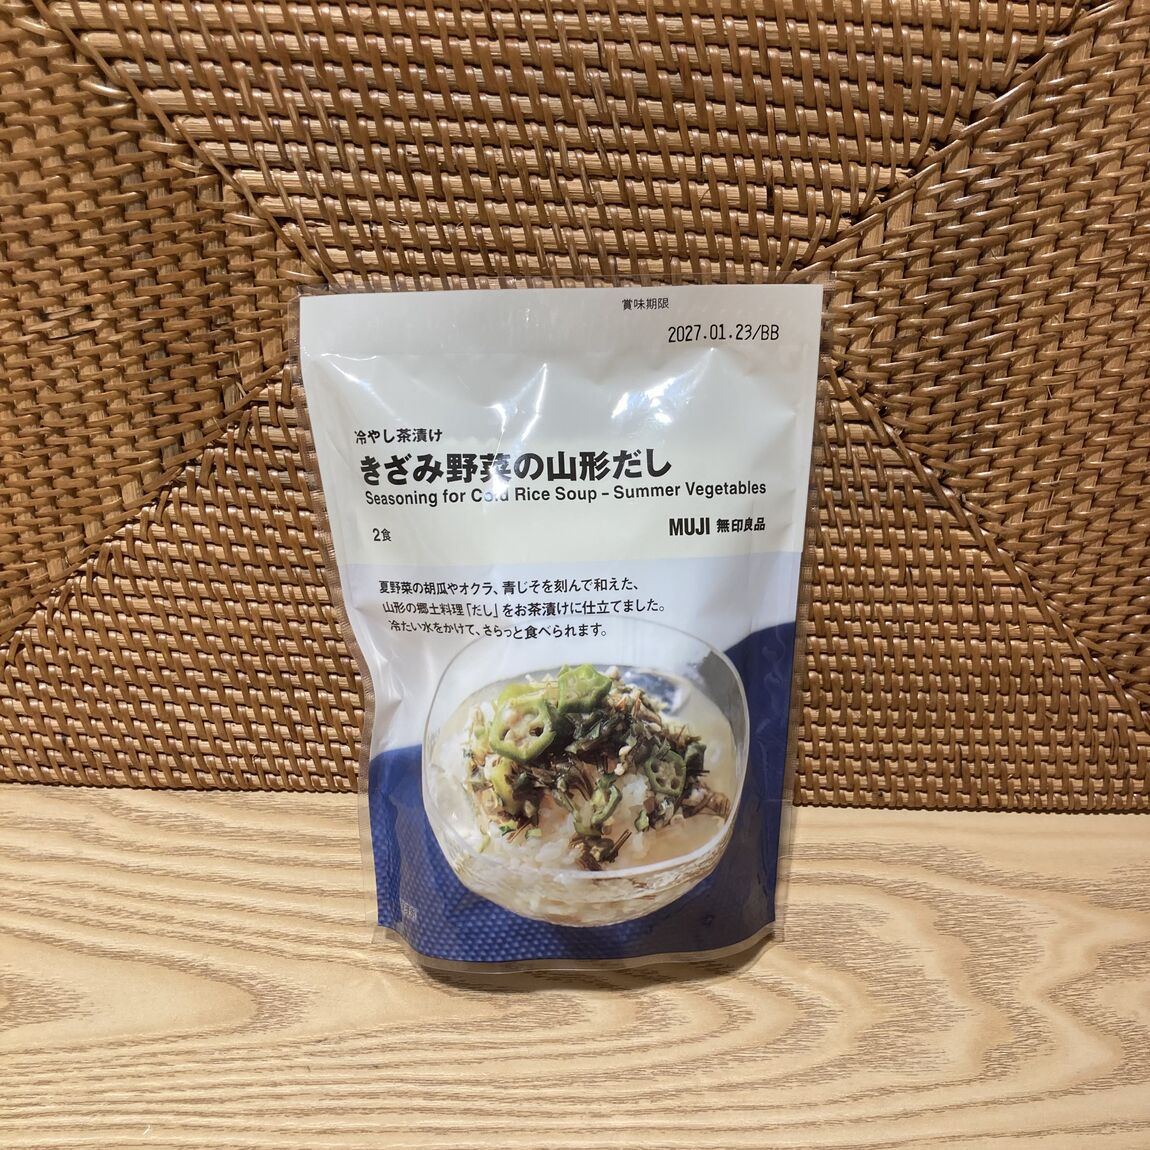 賞味期限
2027.01.23/BB
冷やし茶漬け
きざみ野菜の山形だし
Seasoning for Cold Rice Soup – Summer Vegetables
2食
MUJI 無印良品
夏野菜の胡瓜やオクラ、青じそを刻んで和えた、
山形の郷土料理「だし」をお茶漬けに仕立てました。
冷たい水をかけて、さらっと食べられます。